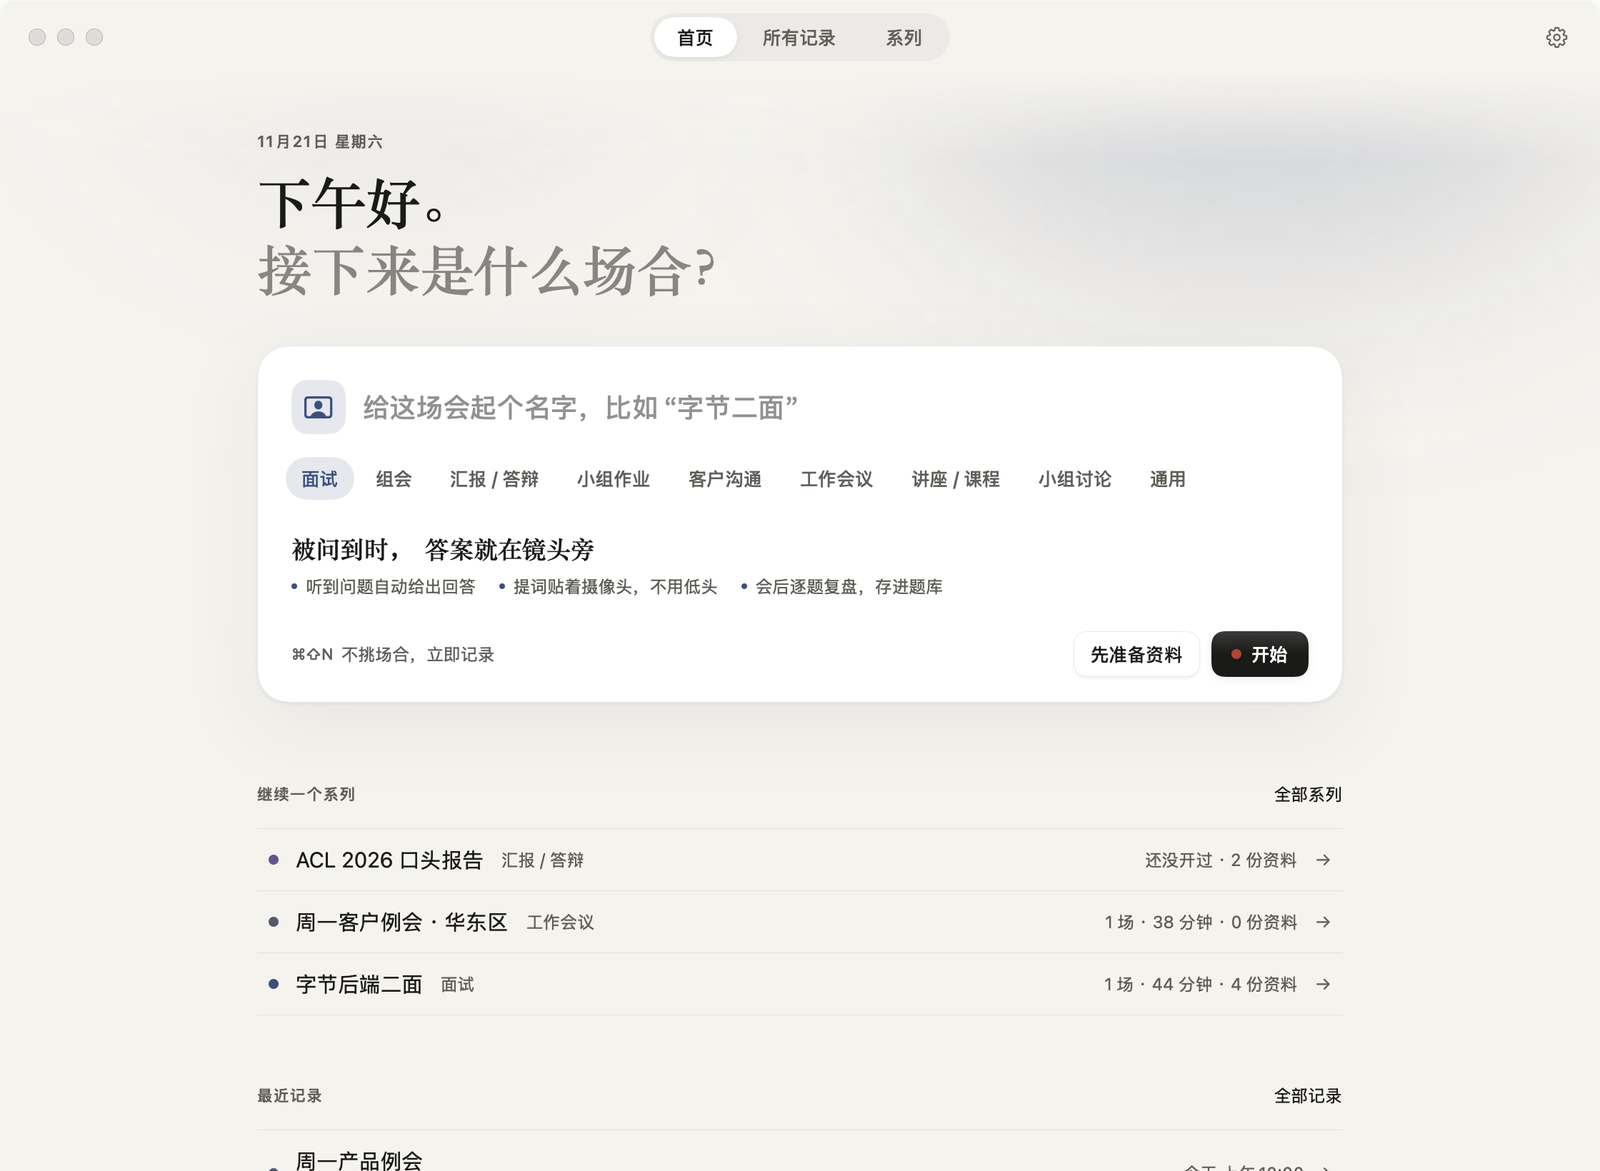 首页 所有记录 系列
11月21日 星期六
下午好。
接下来是什么场合？
给这场会起个名字，比如“字节二面”
面试 组会 汇报 / 答辩 小组作业 客户沟通 工作会议 讲座 / 课程 小组讨论 通用
被问到时， 答案就在镜头旁
• 听到问题自动给出回答 • 提词贴着摄像头，不用低头 • 会后逐题复盘，存进题库
⌘⇧N 不挑场合，立即记录 先准备资料 开始
继续一个系列 全部系列
ACL 2026 口头报告 汇报 / 答辩 还没开过 · 2 份资料 →
周一客户例会 · 华东区 工作会议 1 场 · 38 分钟 · 0 份资料 →
字节后端二面 面试 1 场 · 44 分钟 · 4 份资料 →
最近记录 全部记录
周一产品例会